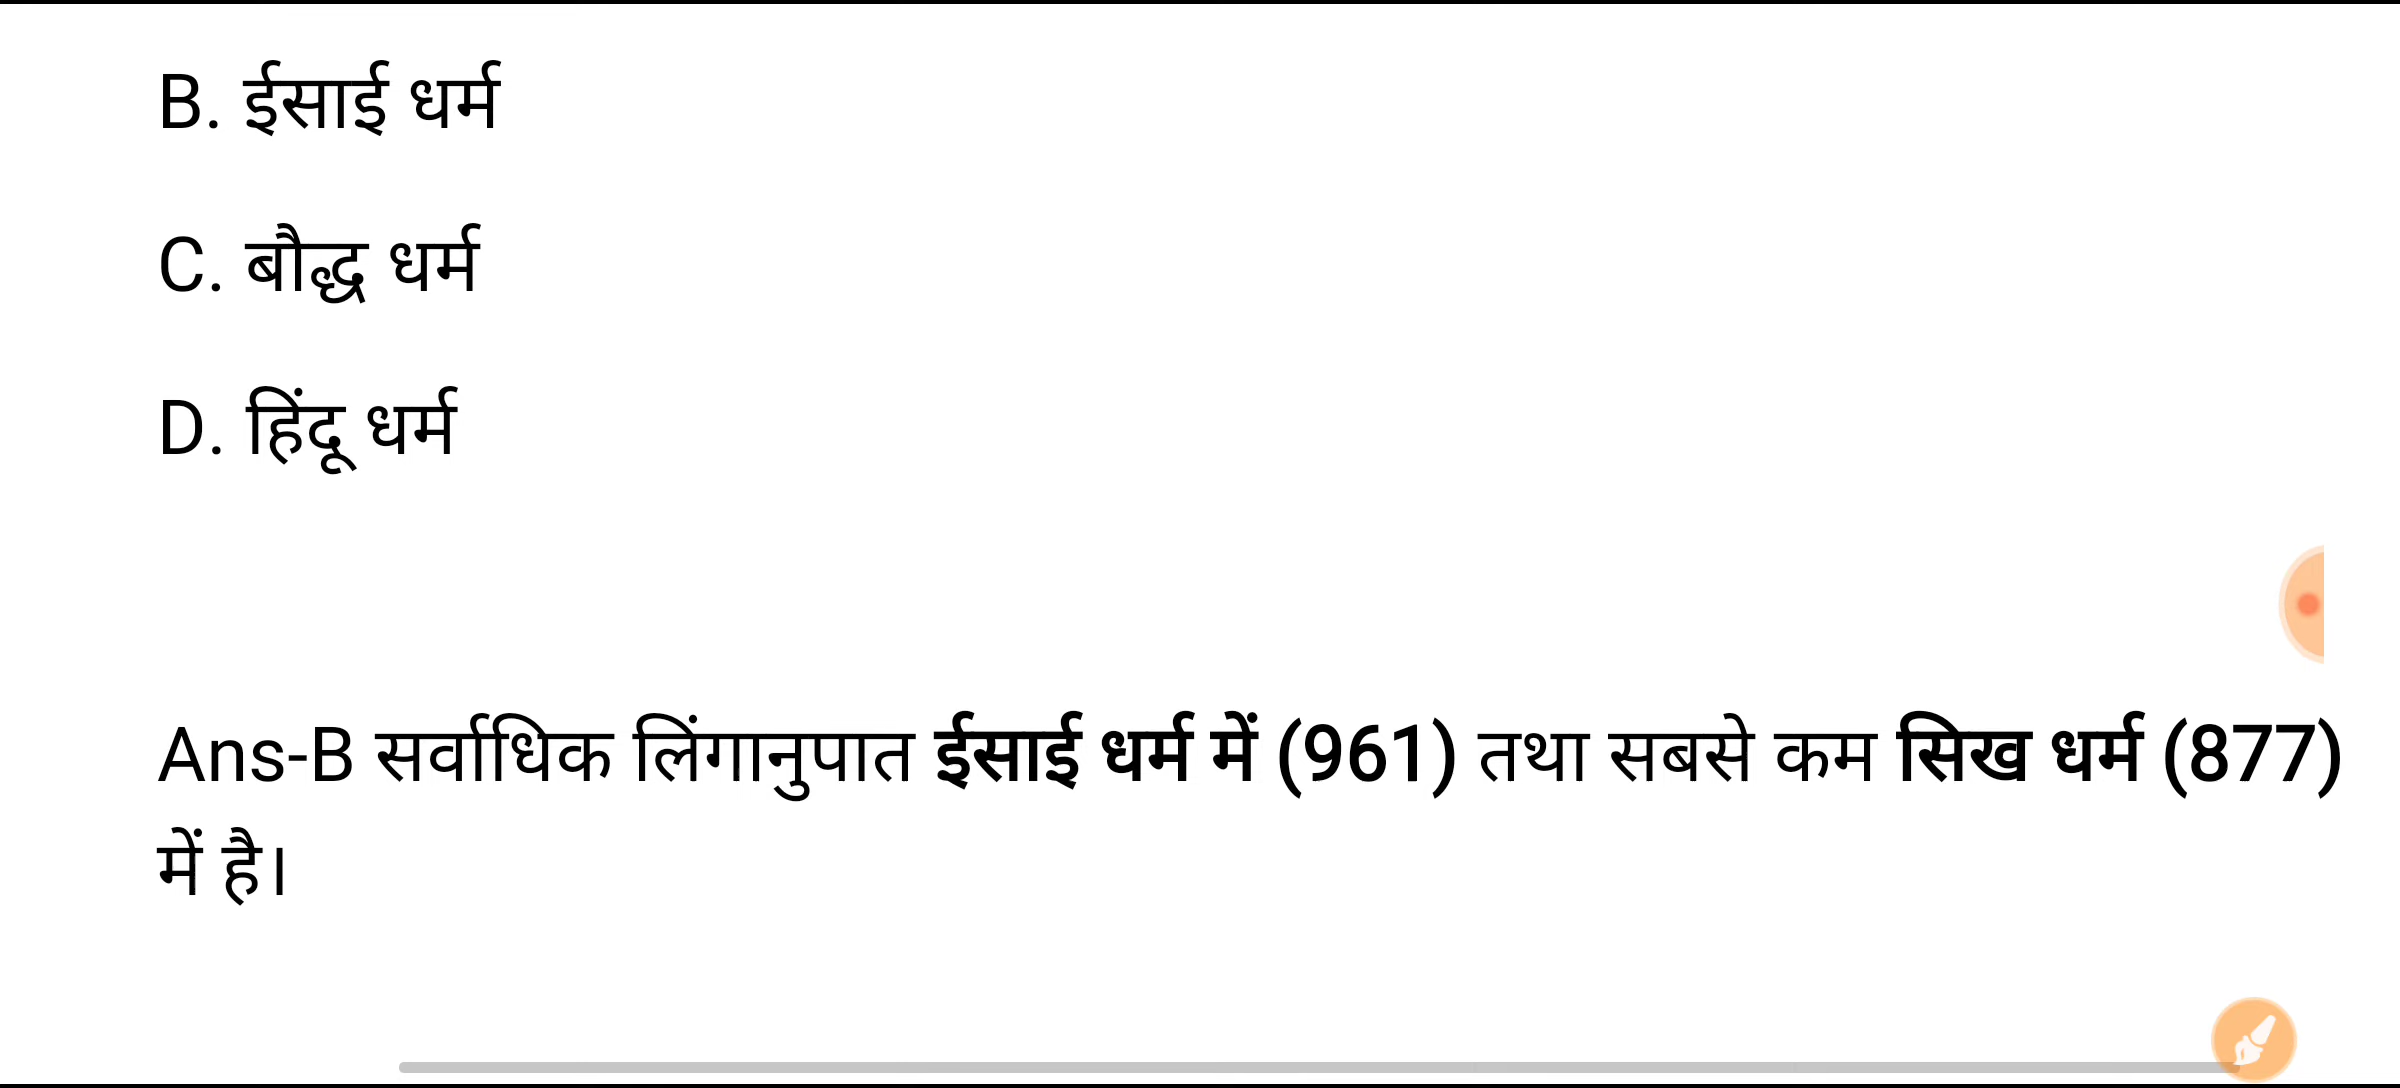 B. ईसाई धर्म
C. बौद्ध धर्म
D. हिंदू धर्म
Ans-B सर्वाधिक लिंगानुपात ईसाई धर्म में (961) तथा सबसे कम सिख धर्म (877)
में है।